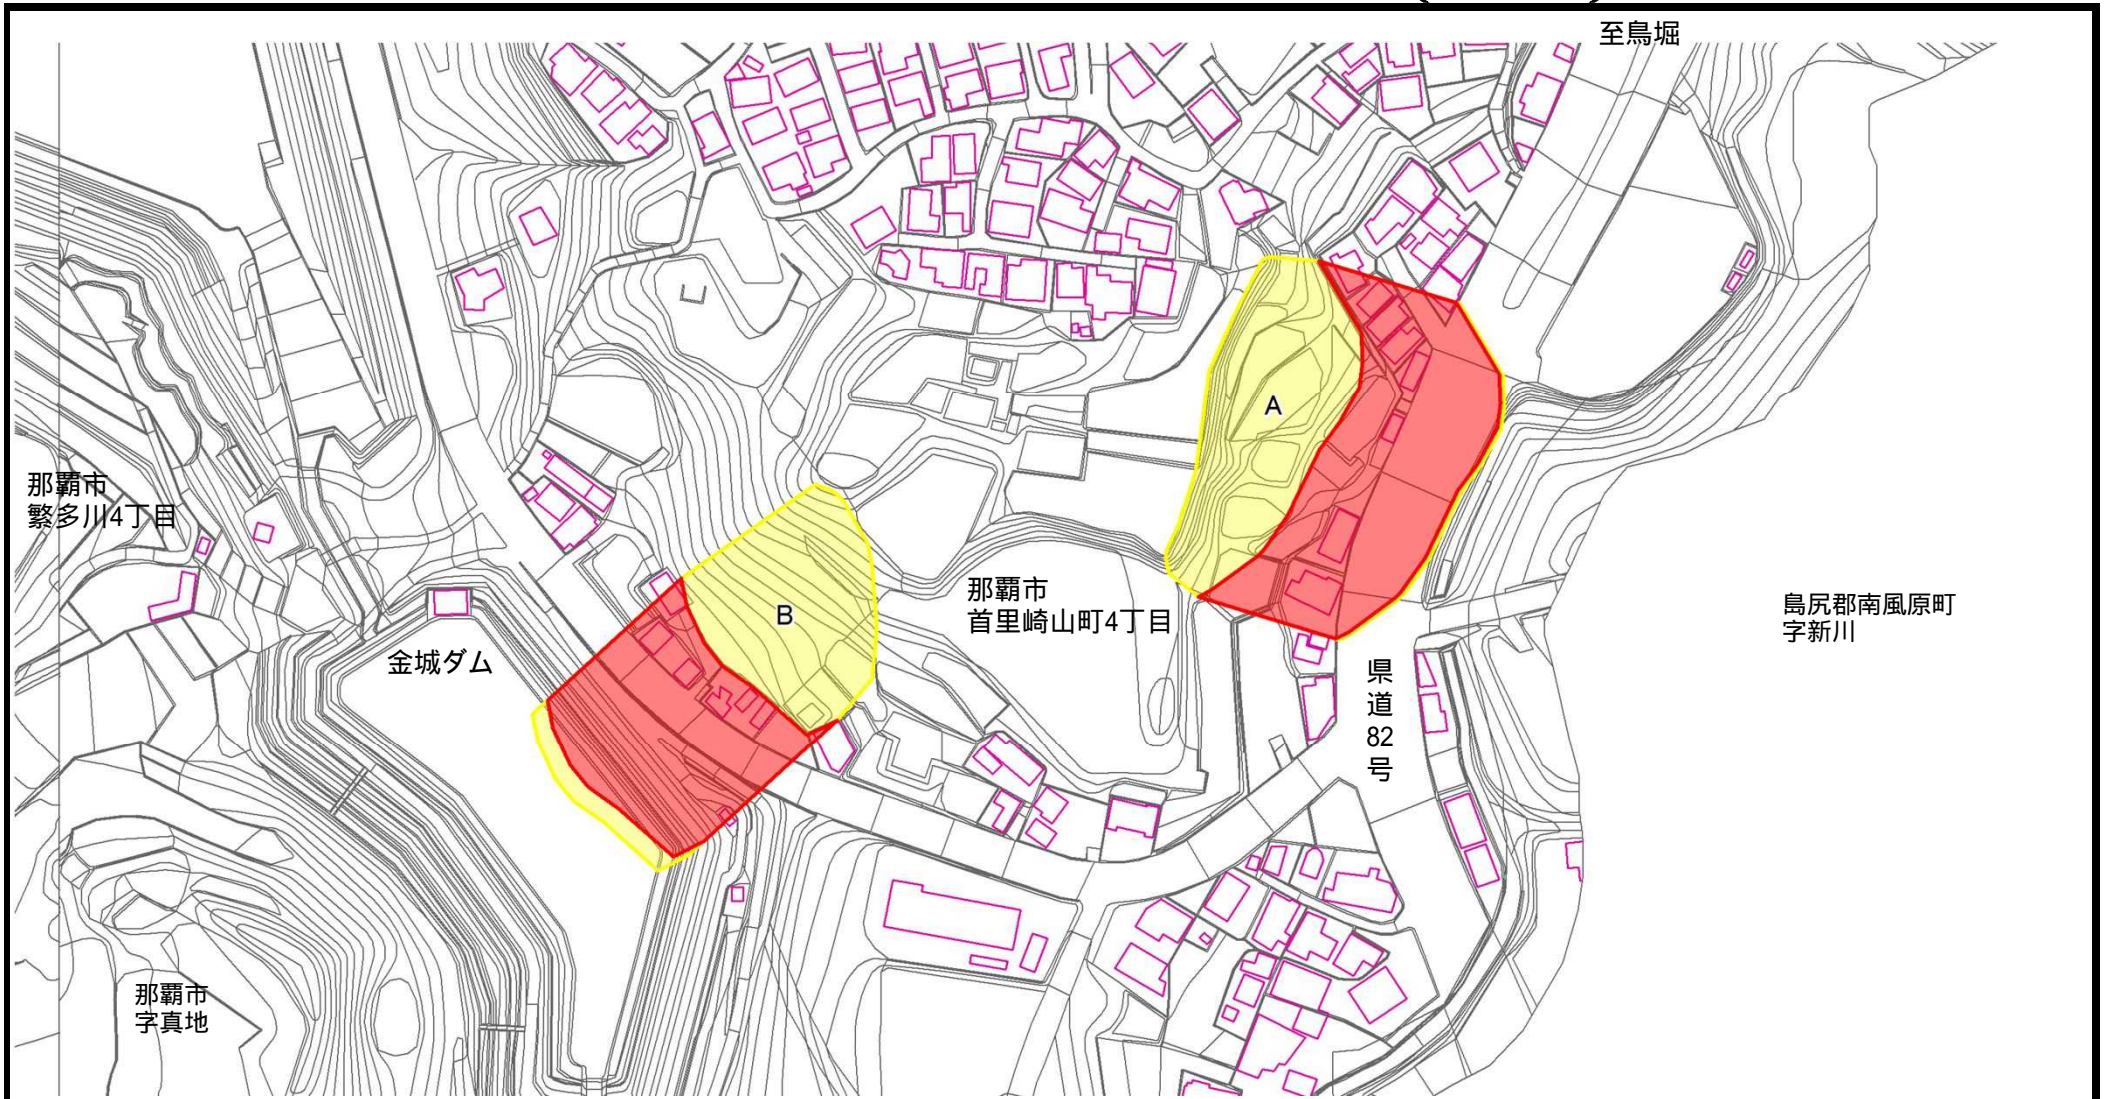 至鳥堀
A
那覇市
繁多川4丁目
B
那覇市
首里崎山町4丁目
島尻郡南風原町
字新川
金城ダム
県
道
82
号
那覇市
字真地